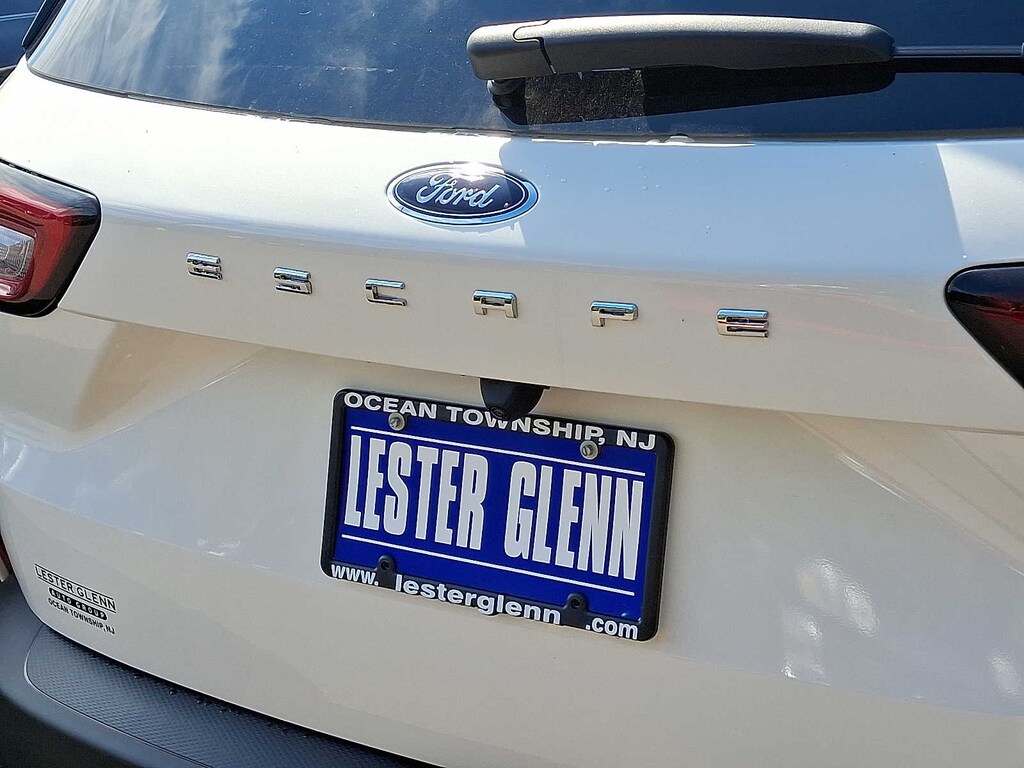 Ford
ESCAPE
OCEAN TOWNSHIP, NJ
LESTER GLENN
www. lesterglenn .com
LESTER GLENN
AUTO GROUP
OCEAN TOWNSHIP, NJ